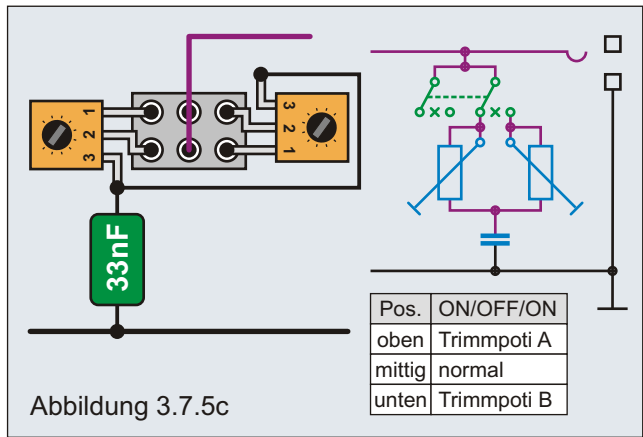 1
2
3
3
2
1
33nF
Pos. ON/OFF/ON
oben Trimmpoti A
mittig normal
unten Trimmpoti B
Abbildung 3.7.5c